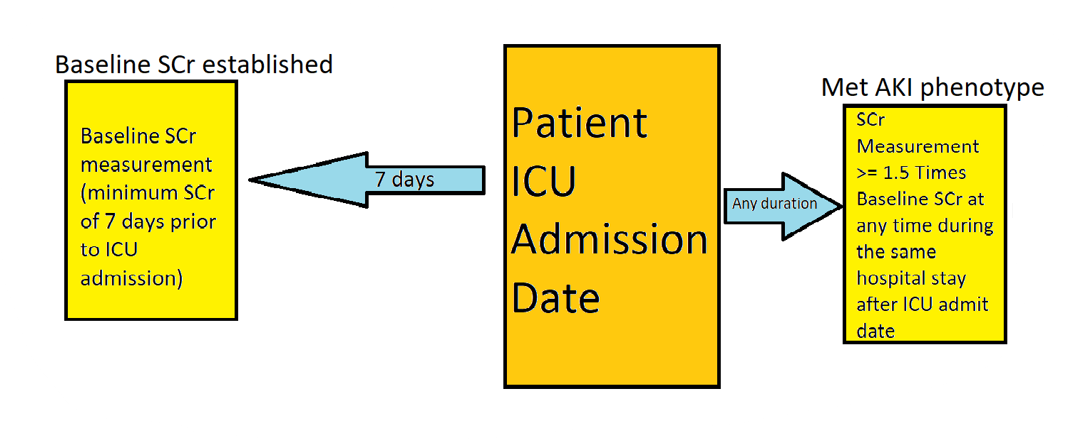 Baseline SCr established
Baseline SCr
measurement
(minimum SCr
of 7 days prior
to ICU
admission)
7 days
Patient
ICU
Admission
Date
Any duration
Met AKI phenotype
SCr
Measurement
>= 1.5 Times
Baseline SCr at
any time during
the same
hospital stay
after ICU admit
date